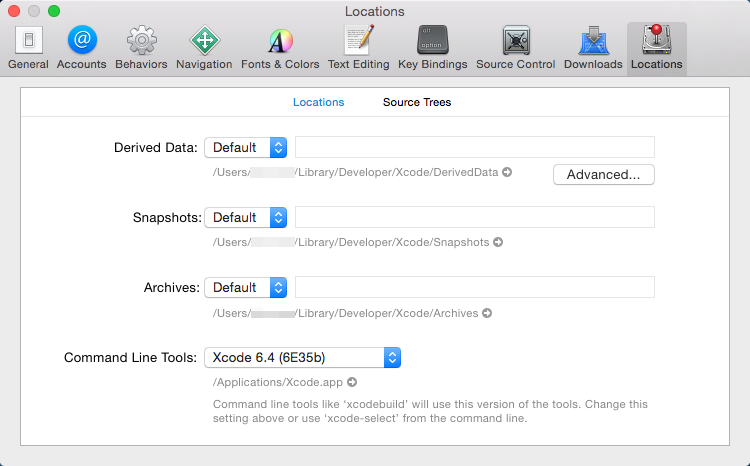 Locations
alt
option
General Accounts Behaviors Navigation Fonts & Colors Text Editing Key Bindings Source Control Downloads Locations
Locations Source Trees
Derived Data: Default
/Users/ /Library/Developer/Xcode/DerivedData
Advanced...
Snapshots: Default
/Users/ /Library/Developer/Xcode/Snapshots
Archives: Default
/Users/ /Library/Developer/Xcode/Archives
Command Line Tools: Xcode 6.4 (6E35b)
/Applications/Xcode.app
Command line tools like ‘xcodebuild’ will use this version of the tools. Change this
setting above or use ‘xcode-select’ from the command line.